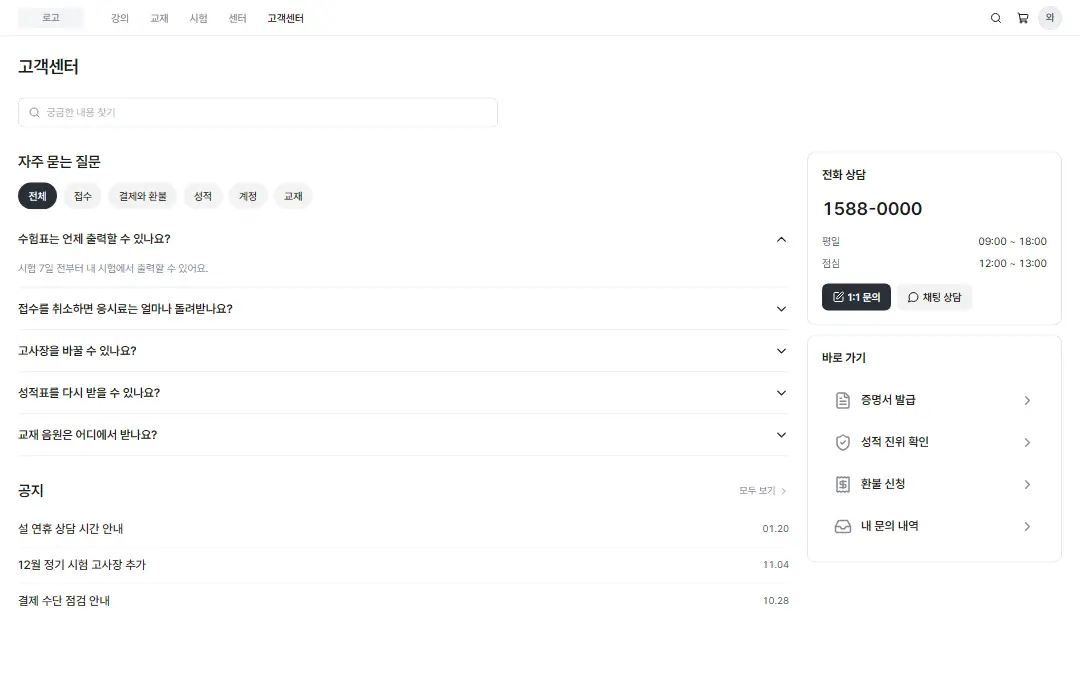 로고 강의 교재 시험 센터 고객센터 와
고객센터
궁금한 내용 찾기
자주 묻는 질문
전체 접수 결제와 환불 성적 계정 교재
수험표는 언제 출력할 수 있나요?
시험 7일 전부터 내 시험에서 출력할 수 있어요.
접수를 취소하면 응시료는 얼마나 돌려받나요?
고사장을 바꿀 수 있나요?
성적표를 다시 받을 수 있나요?
교재 음원은 어디에서 받나요?
공지 모두 보기
설 연휴 상담 시간 안내 01.20
12월 정기 시험 고사장 추가 11.04
결제 수단 점검 안내 10.28
전화 상담
1588-0000
평일 09:00 ~ 18:00
점심 12:00 ~ 13:00
1:1 문의 채팅 상담
바로 가기
증명서 발급
성적 진위 확인
환불 신청
내 문의 내역